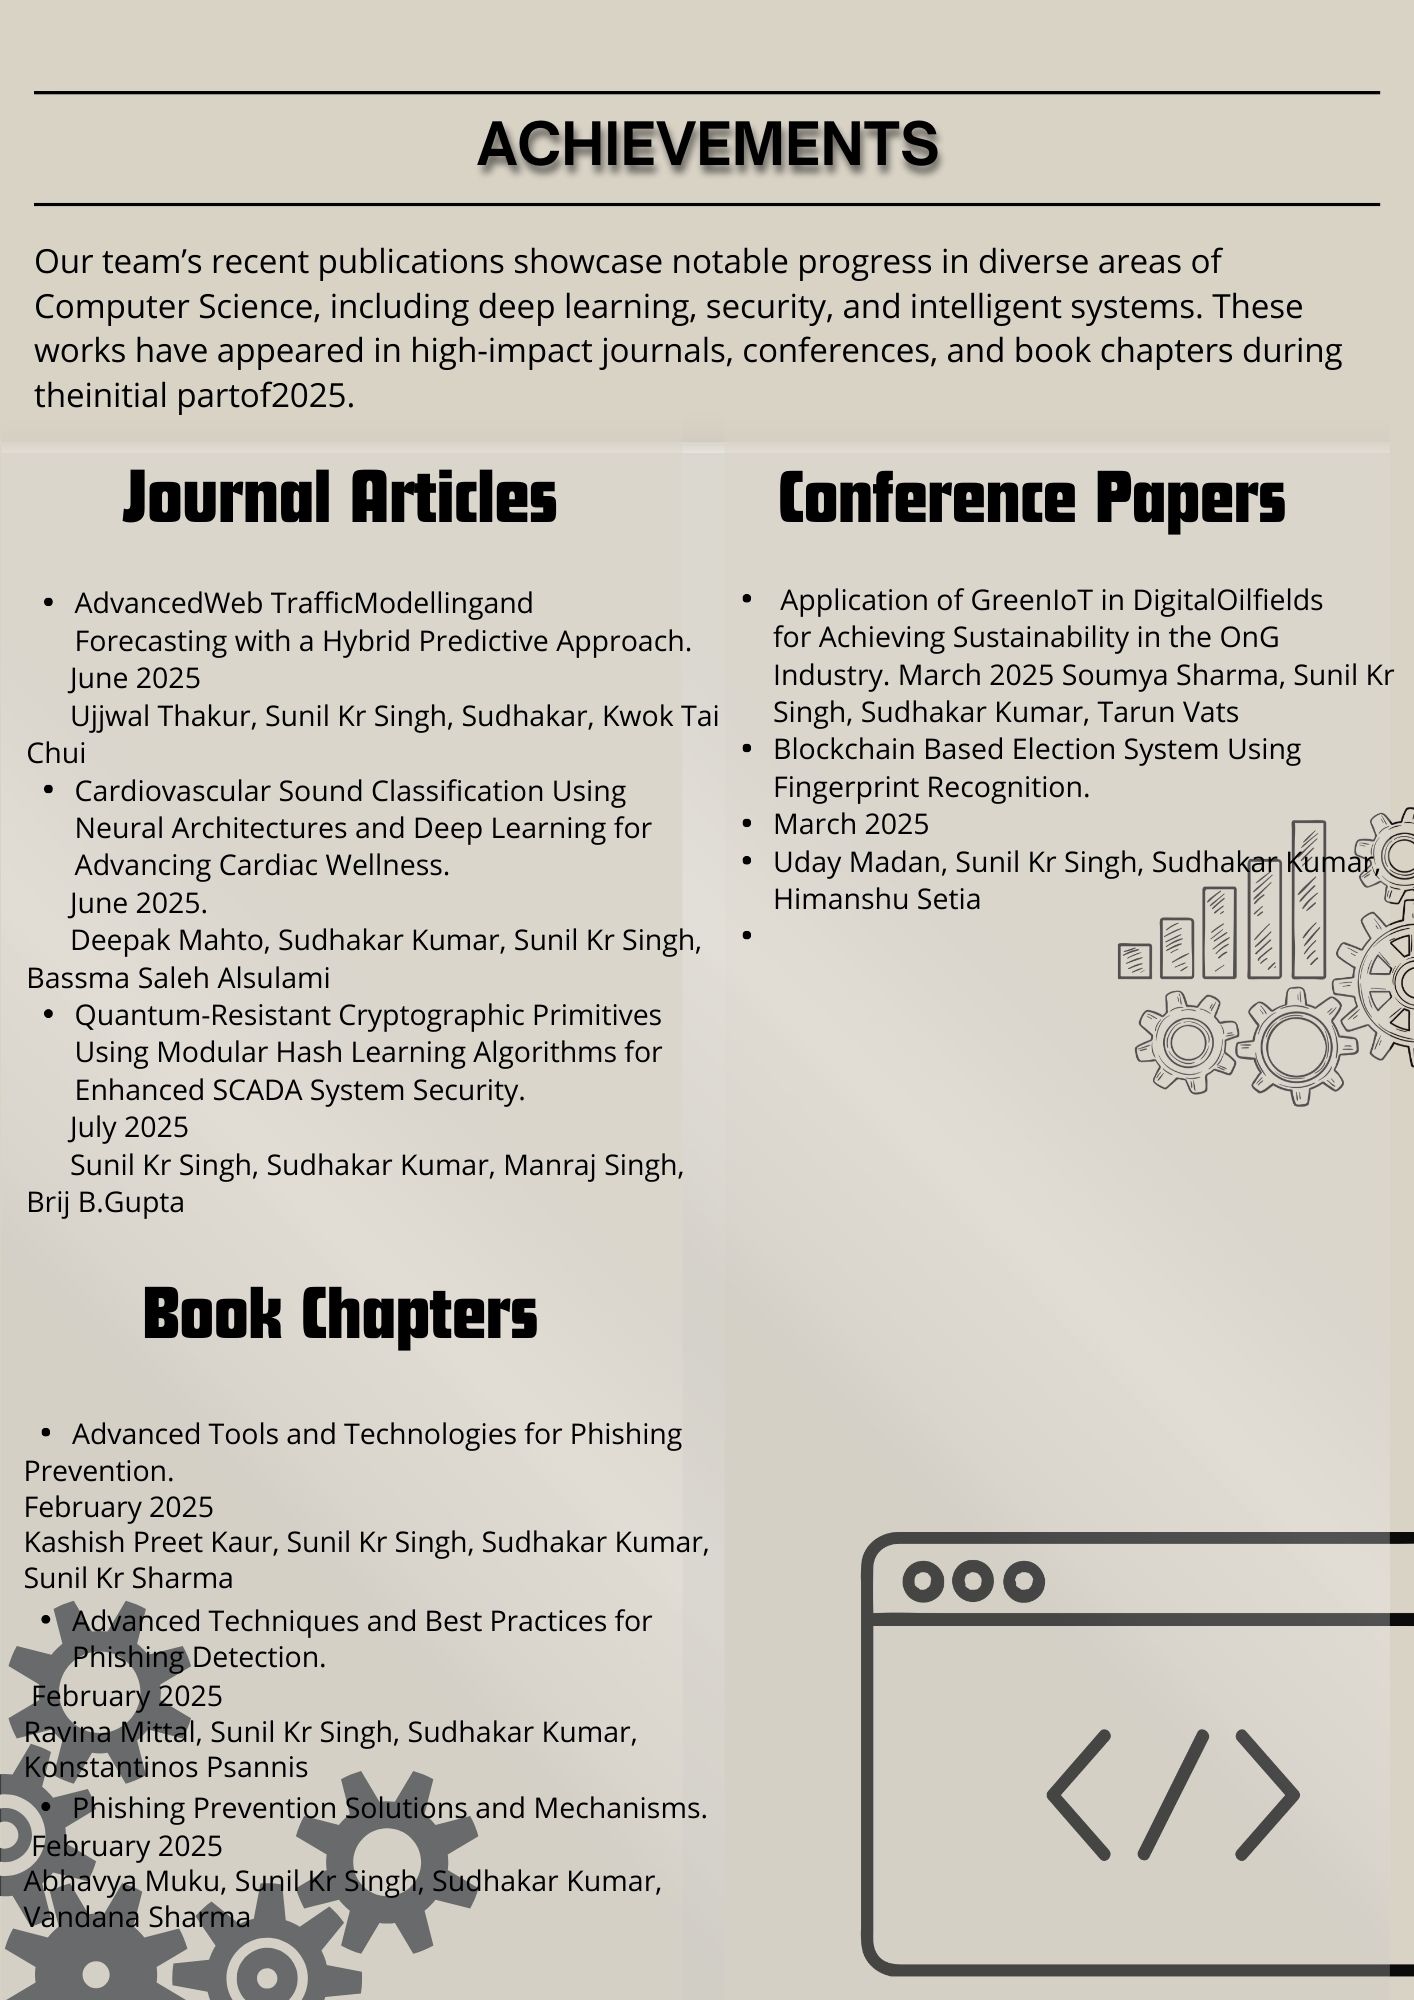 ACHIEVEMENTS
Our team’s recent publications showcase notable progress in diverse areas of
Computer Science, including deep learning, security, and intelligent systems. These
works have appeared in high-impact journals, conferences, and book chapters during
theinitial partof2025.
Journal Articles
• AdvancedWeb TrafficModellingand
Forecasting with a Hybrid Predictive Approach.
June 2025
Ujjwal Thakur, Sunil Kr Singh, Sudhakar, Kwok Tai
Chui
• Cardiovascular Sound Classification Using
Neural Architectures and Deep Learning for
Advancing Cardiac Wellness.
June 2025.
Deepak Mahto, Sudhakar Kumar, Sunil Kr Singh,
Bassma Saleh Alsulami
• Quantum-Resistant Cryptographic Primitives
Using Modular Hash Learning Algorithms for
Enhanced SCADA System Security.
July 2025
Sunil Kr Singh, Sudhakar Kumar, Manraj Singh,
Brij B.Gupta
Book Chapters
• Advanced Tools and Technologies for Phishing
Prevention.
February 2025
Kashish Preet Kaur, Sunil Kr Singh, Sudhakar Kumar,
Sunil Kr Sharma
• Advanced Techniques and Best Practices for
Phishing Detection.
February 2025
Ravina Mittal, Sunil Kr Singh, Sudhakar Kumar,
Konstantinos Psannis
• Phishing Prevention Solutions and Mechanisms.
February 2025
Abhavya Muku, Sunil Kr Singh, Sudhakar Kumar,
Vandana Sharma
Conference Papers
• Application of GreenIoT in DigitalOilfields
for Achieving Sustainability in the OnG
Industry. March 2025 Soumya Sharma, Sunil Kr
Singh, Sudhakar Kumar, Tarun Vats
• Blockchain Based Election System Using
Fingerprint Recognition.
• March 2025
• Uday Madan, Sunil Kr Singh, Sudhakar Kumar,
Himanshu Setia
•
</>